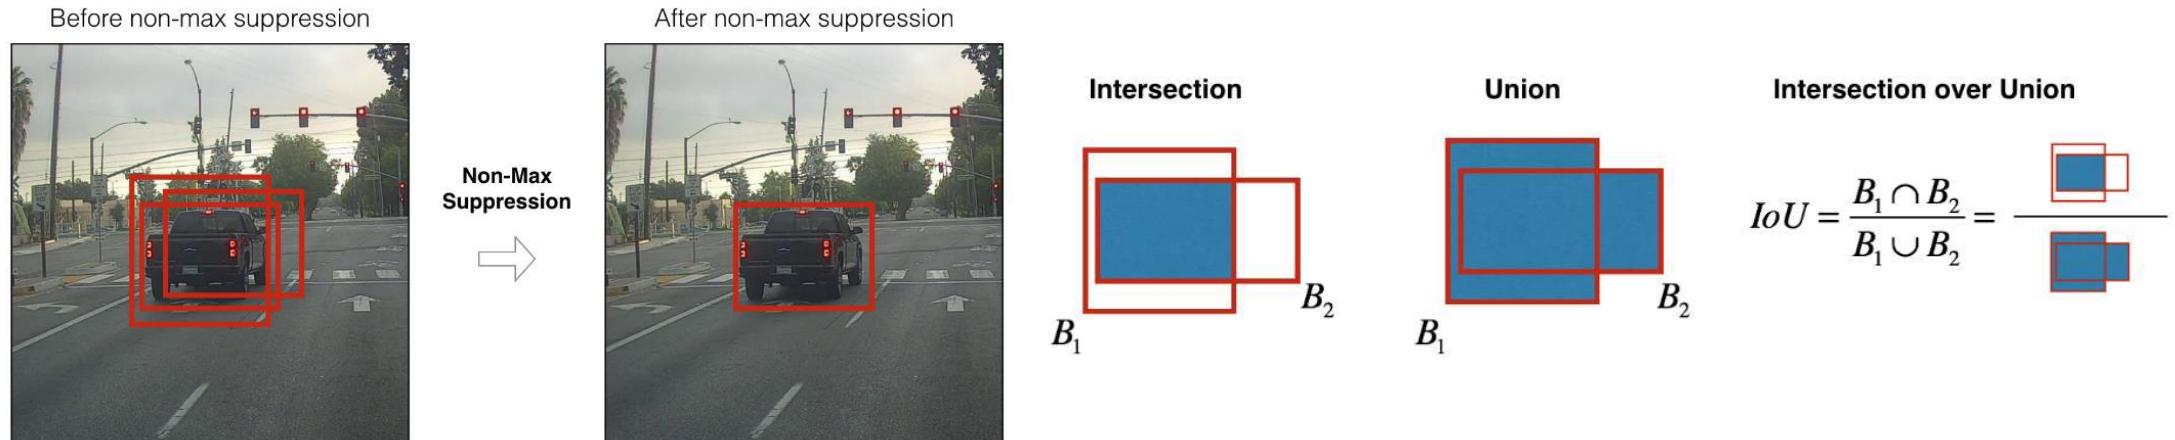 Before non-max suppression
Non-Max
Suppression
After non-max suppression
Intersection
B₁
B₂
Union
B₁
B₂
Intersection over Union
IoU = B₁ ∩ B₂ / B₁ ∪ B₂ =